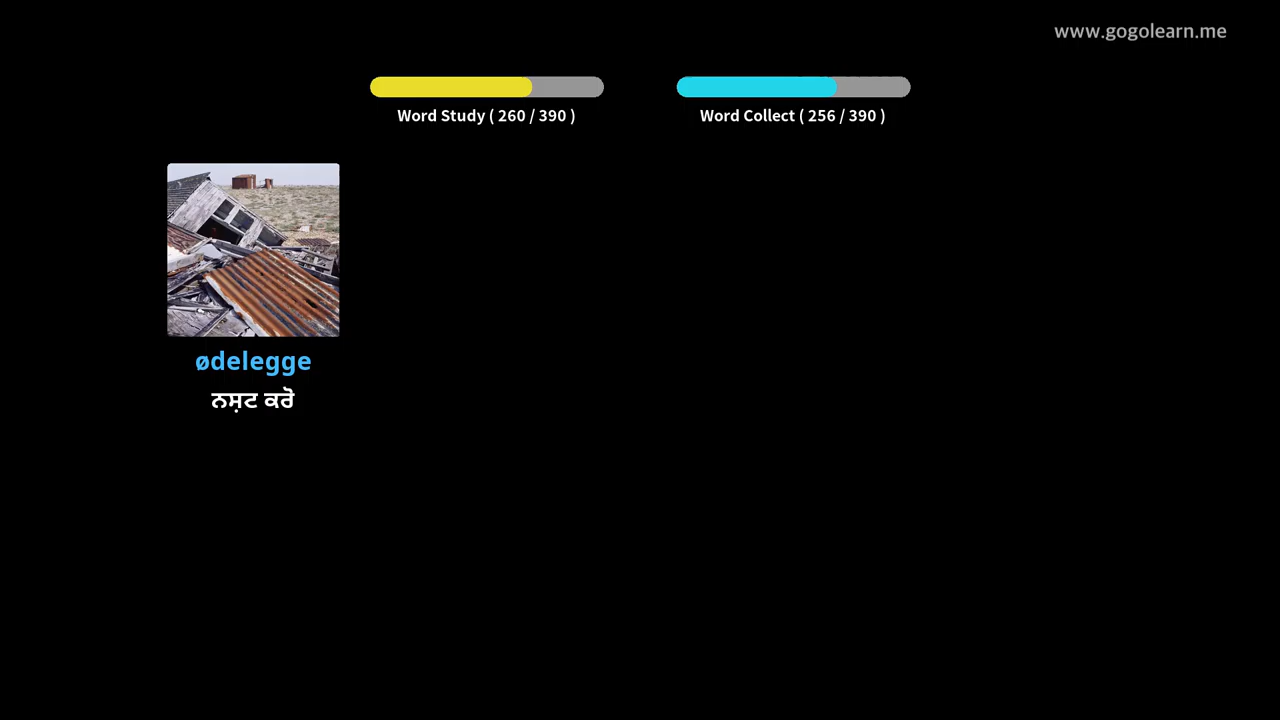 www.gogolearn.me
Word Study ( 260 / 390 )
Word Collect ( 256 / 390 )
ødelegge
ਨਸ਼ਟ ਕਰੋ